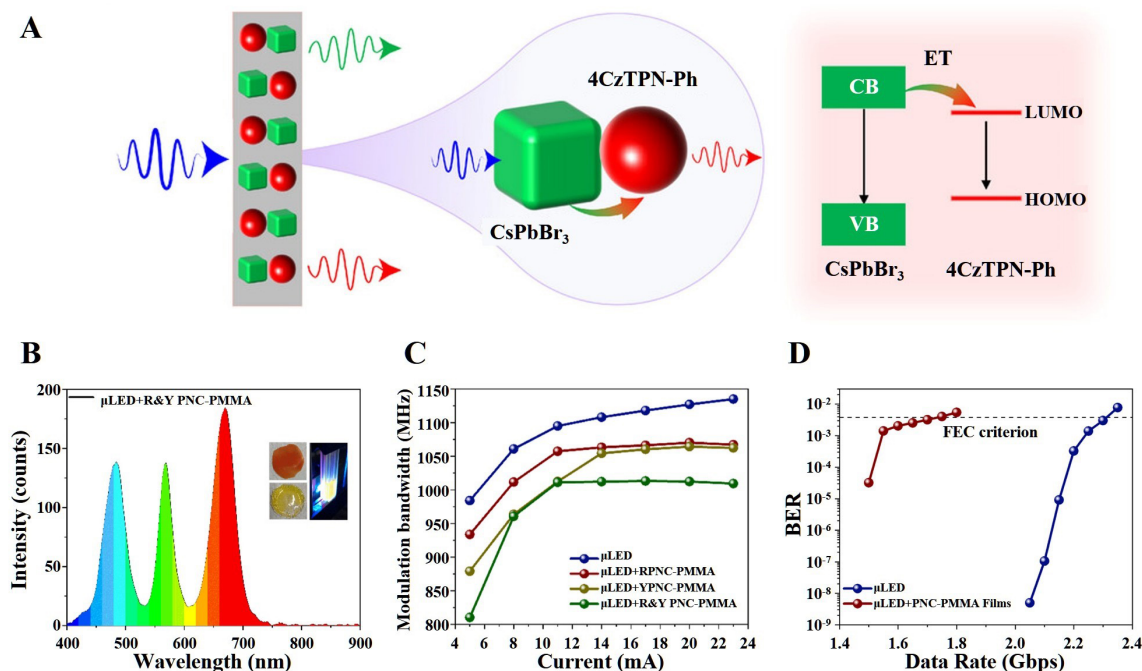 A
4CzTPN-Ph
CsPbBr3
ET
CB
LUMO
HOMO
VB
CsPbBr3
4CzTPN-Ph
B
200
150
100
50
0
400
500
600
700
800
900
Intensity (counts)
Wavelength (nm)
μLED+R&Y PNC-PMMA
C
1150
1100
1050
1000
950
900
850
800
4
6
8
10
12
14
16
18
20
22
24
Modulation bandwidth (MHz)
Current (mA)
μLED
μLED+RPNC-PMMA
μLED+YPNC-PMMA
μLED+R&Y PNC-PMMA
D
10-2
10-3
10-4
10-5
10-6
10-7
10-8
10-9
1.4
1.6
1.8
2.0
2.2
2.4
BER
Data Rate (Gbps)
FEC criterion
μLED
μLED+PNC-PMMA Films